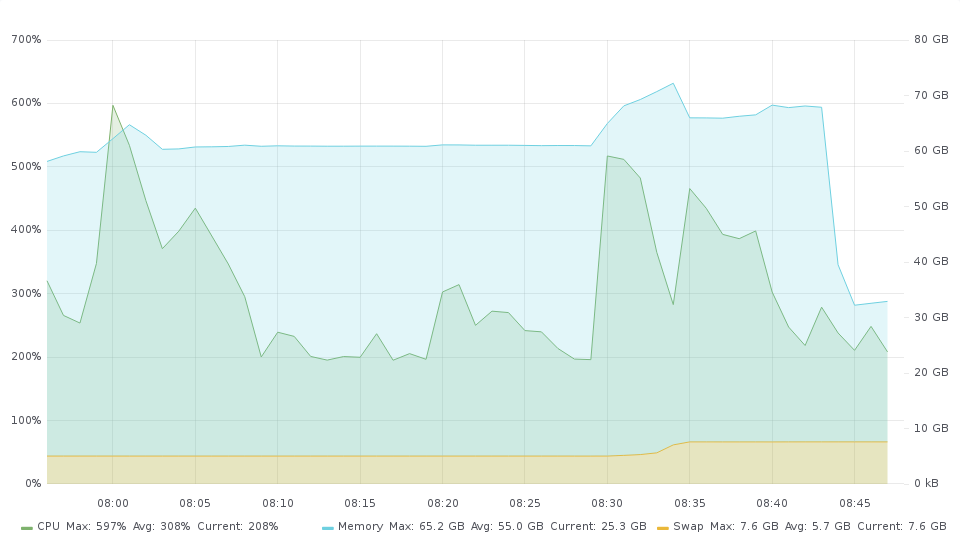 700%
600%
500%
400%
300%
200%
100%
0%
80 GB
70 GB
60 GB
50 GB
40 GB
30 GB
20 GB
10 GB
0 kB
08:00 08:05 08:10 08:15 08:20 08:25 08:30 08:35 08:40 08:45
CPU Max: 597% Avg: 308% Current: 208% Memory Max: 65.2 GB Avg: 55.0 GB Current: 25.3 GB Swap Max: 7.6 GB Avg: 5.7 GB Current: 7.6 GB